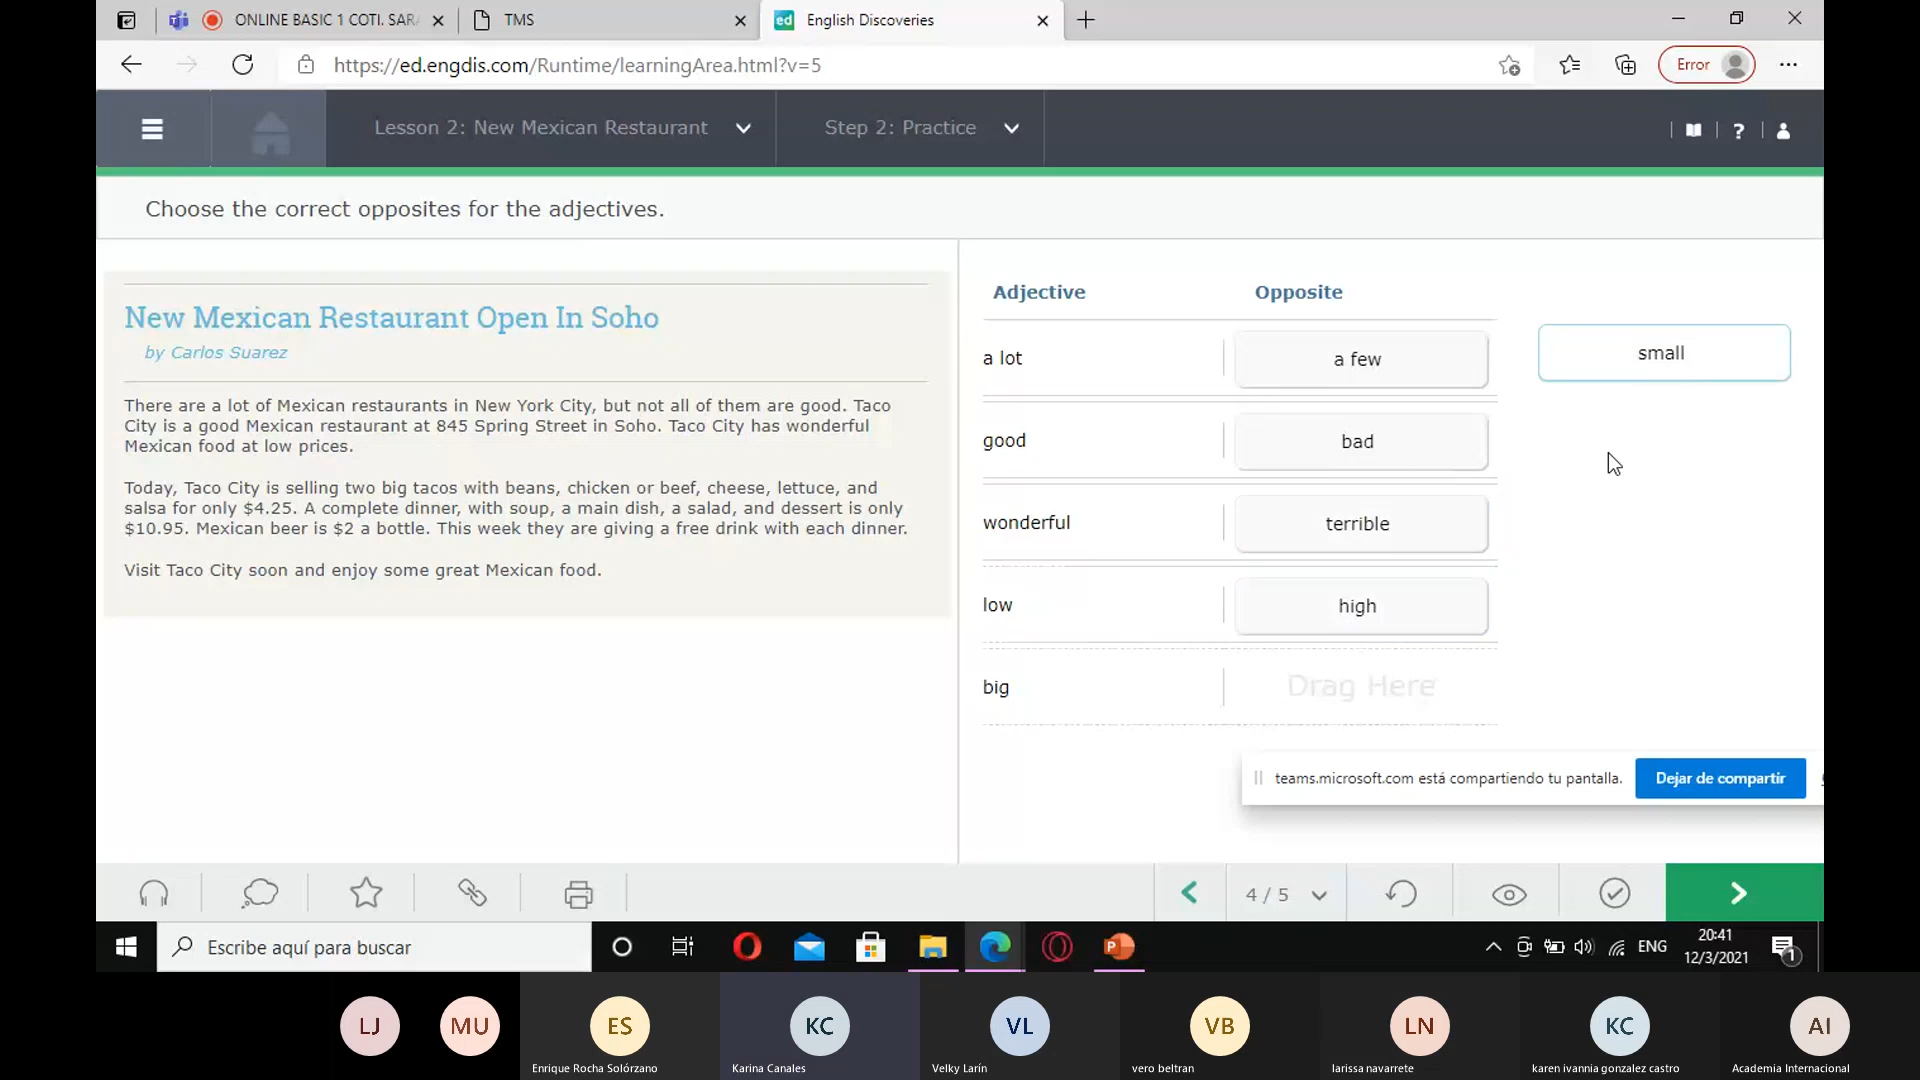 ONLINE BASIC 1 COTI. SAR
TMS
English Discoveries
https://ed.engdis.com/Runtime/learningArea.html?v=5
Error
Lesson 2: New Mexican Restaurant
Step 2: Practice
?
Choose the correct opposites for the adjectives.
New Mexican Restaurant Open In Soho
by Carlos Suarez
There are a lot of Mexican restaurants in New York City, but not all of them are good. Taco
City is a good Mexican restaurant at 845 Spring Street in Soho. Taco City has wonderful
Mexican food at low prices.
Today, Taco City is selling two big tacos with beans, chicken or beef, cheese, lettuce, and
salsa for only $4.25. A complete dinner, with soup, a main dish, a salad, and dessert is only
$10.95. Mexican beer is $2 a bottle. This week they are giving a free drink with each dinner.
Visit Taco City soon and enjoy some great Mexican food.
Adjective Opposite
a lot a few
small
good bad
wonderful terrible
low high
big Drag Here
teams.microsoft.com está compartiendo tu pantalla. Dejar de compartir
4 / 5
Escribe aquí para buscar
ENG
20:41
12/3/2021
1
LJ
MU
ES
KC
VL
VB
LN
KC
AI
Enrique Rocha Solórzano
Karina Canales
Velky Larín
vero beltran
larissa navarrete
karen ivannia gonzalez castro
Academia Internacional